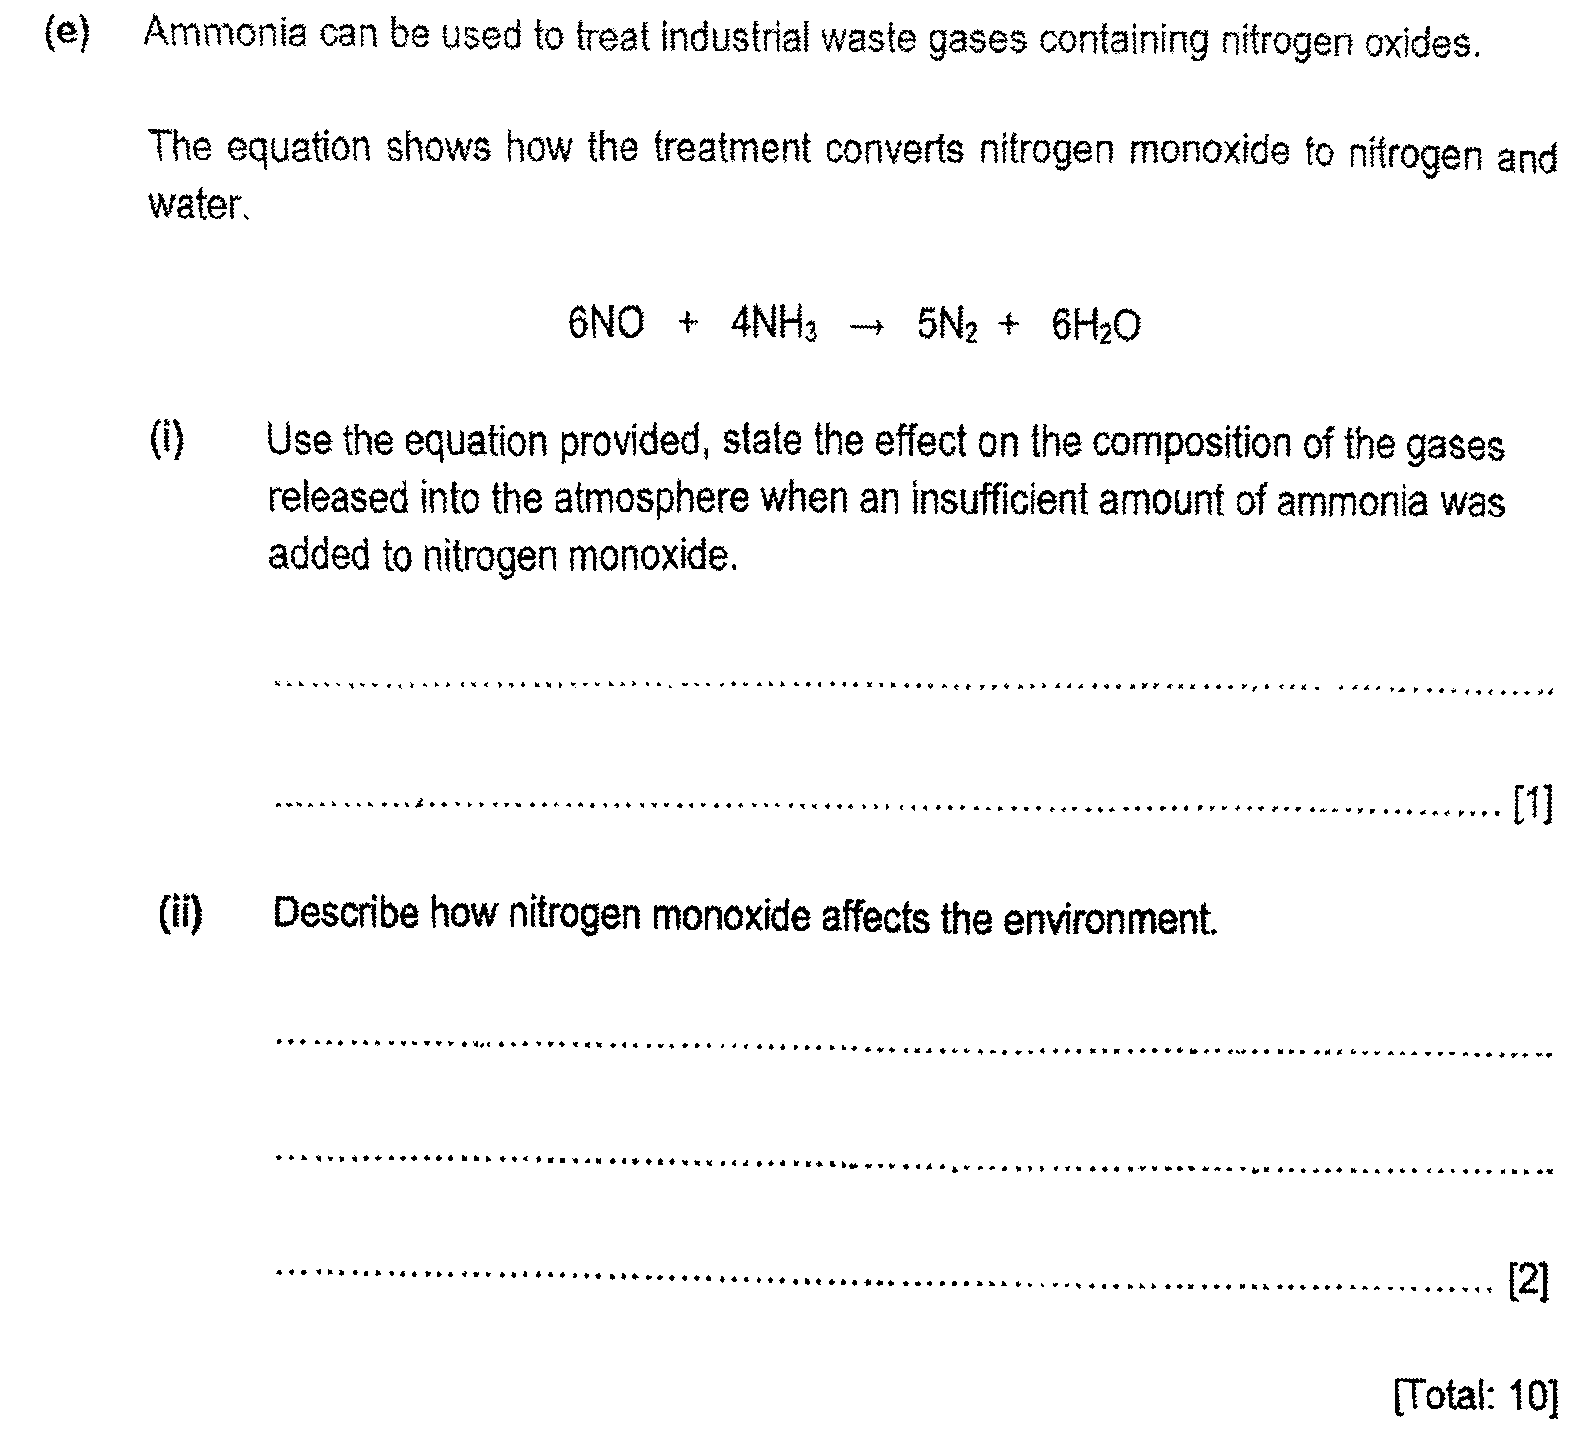 (e) Ammonia can be used to treat industrial waste gases containing nitrogen oxides.
The equation shows how the treatment converts nitrogen monoxide to nitrogen and
water.
6NO + 4NH₃ → 5N₂ + 6H₂O
(i) Use the equation provided, state the effect on the composition of the gases
released into the atmosphere when an insufficient amount of ammonia was
added to nitrogen monoxide.
[1]
(ii) Describe how nitrogen monoxide affects the environment.
[2]
[Total: 10]